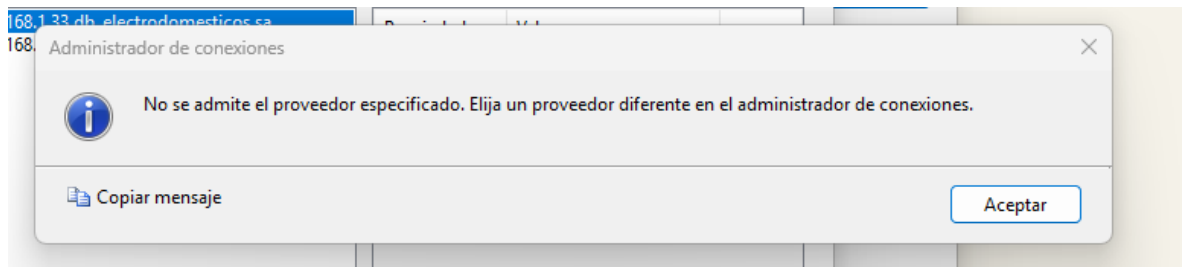 168.1.33.db_electrodomesticos.sa
168.
Administrador de conexiones
No se admite el proveedor especificado. Elija un proveedor diferente en el administrador de conexiones.
Copiar mensaje
Aceptar